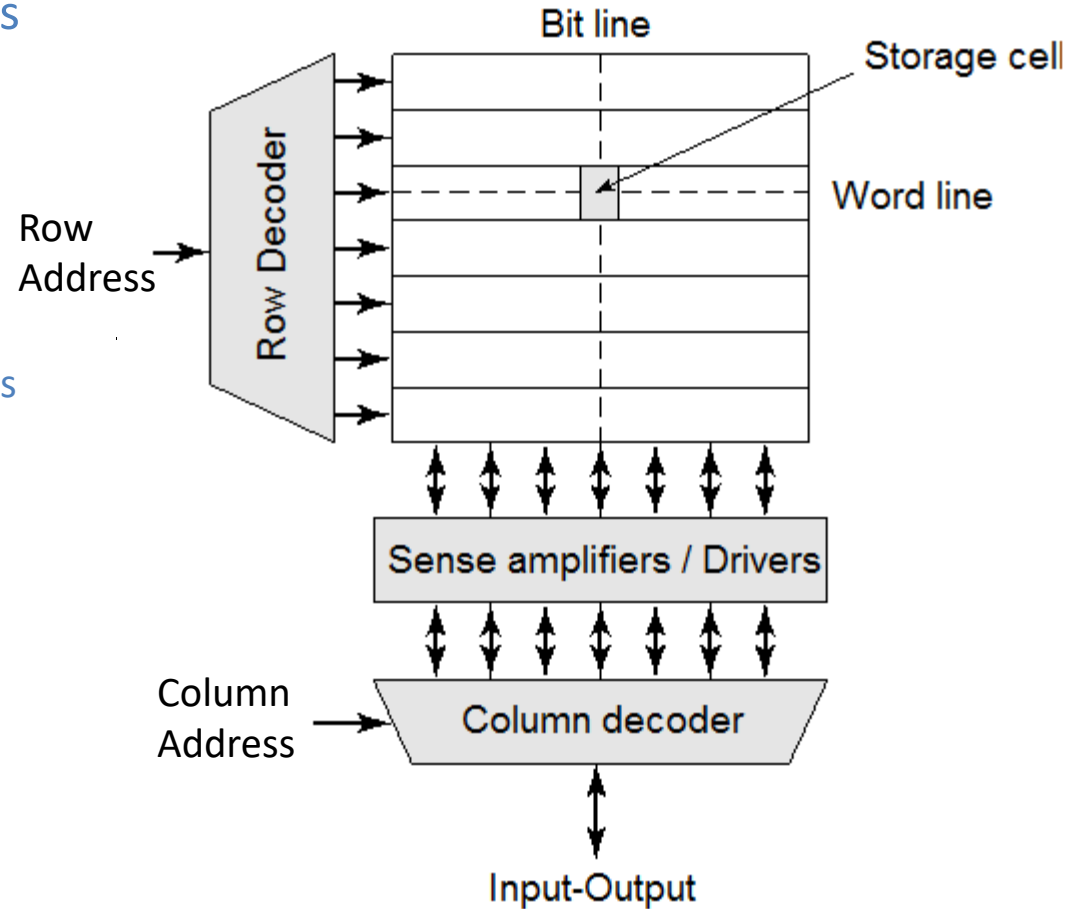 s
Bit line
Storage cell
Word line
Row
Address
Row Decoder
s
Sense amplifiers / Drivers
Column
Address
Column decoder
Input-Output